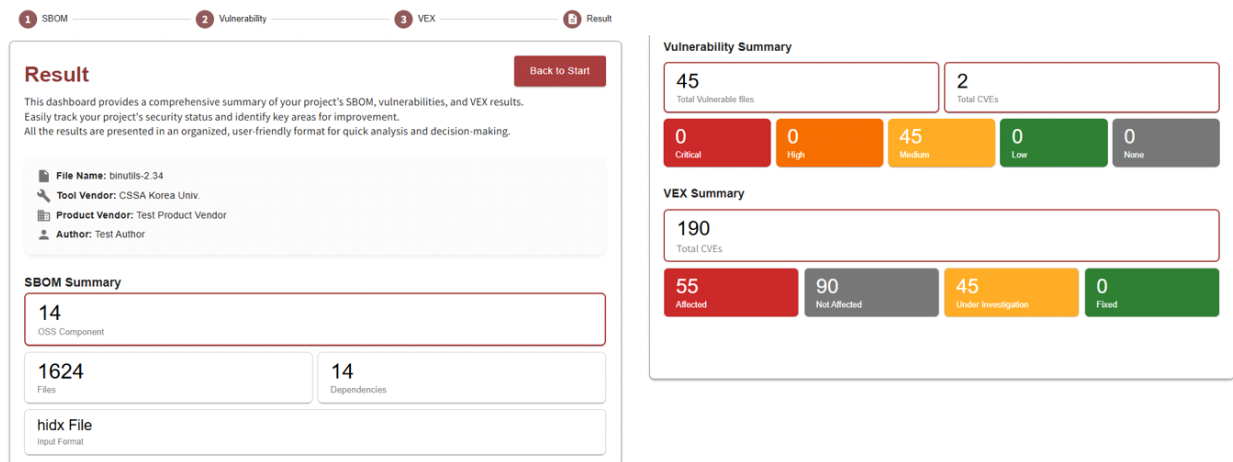 1 SBOM 2 Vulnerability 3 VEX Result
Result
Back to Start
This dashboard provides a comprehensive summary of your project's SBOM, vulnerabilities, and VEX results.
Easily track your project's security status and identify key areas for improvement.
All the results are presented in an organized, user-friendly format for quick analysis and decision-making.
File Name: binutils-2.34
Tool Vendor: CSSA Korea Univ.
Product Vendor: Test Product Vendor
Author: Test Author
SBOM Summary
14
OSS Component
1624
Files
14
Dependencies
hidx File
Input Format
Vulnerability Summary
45
Total Vulnerable files
2
Total CVEs
0
Critical
0
High
45
Medium
0
Low
0
None
VEX Summary
190
Total CVEs
55
Affected
90
Not Affected
45
Under Investigation
0
Fixed